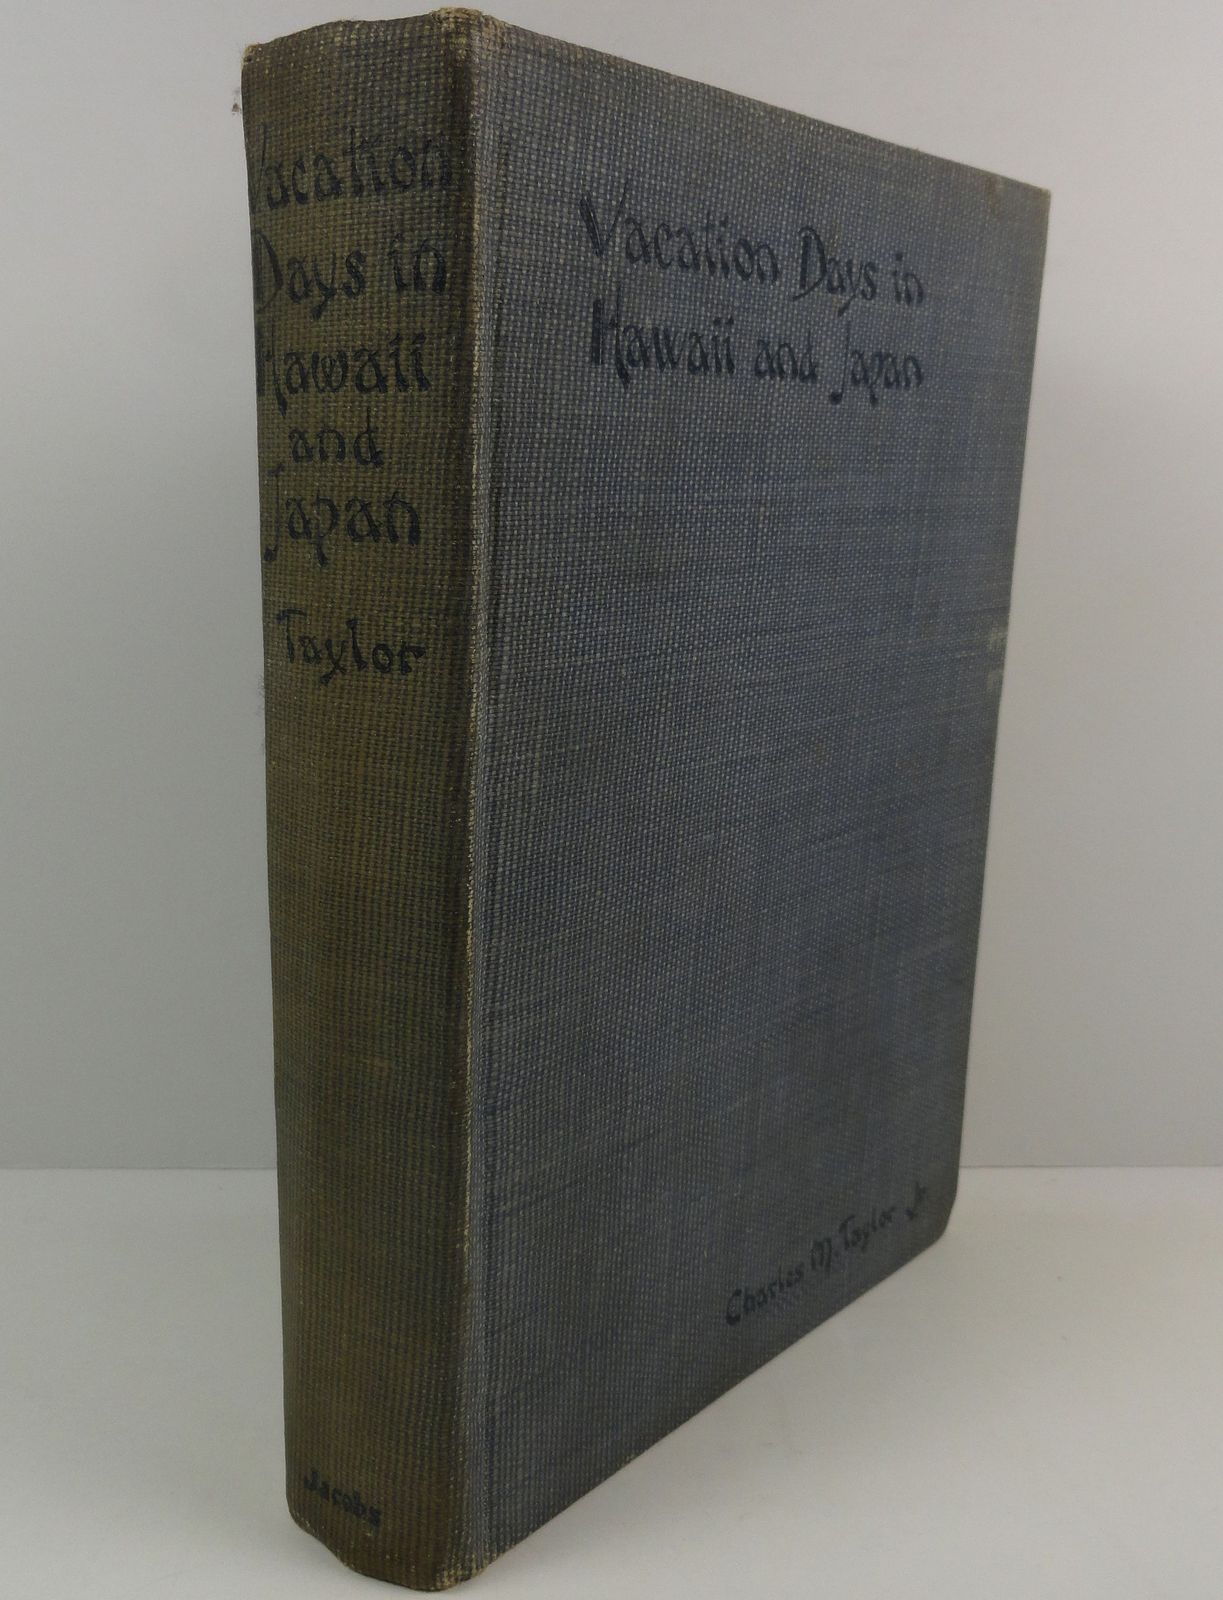 Vacation
Days in
Hawaii
and
Japan
Taylor
Jacobs
Vacation Days in
Hawaii and Japan
Charles M. Taylor Jr